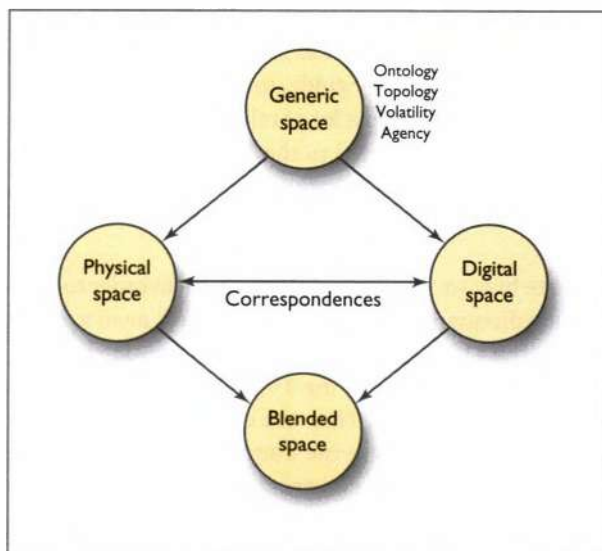 Generic
space
Ontology
Topology
Volatility
Agency
Physical
space
Correspondences
Digital
space
Blended
space